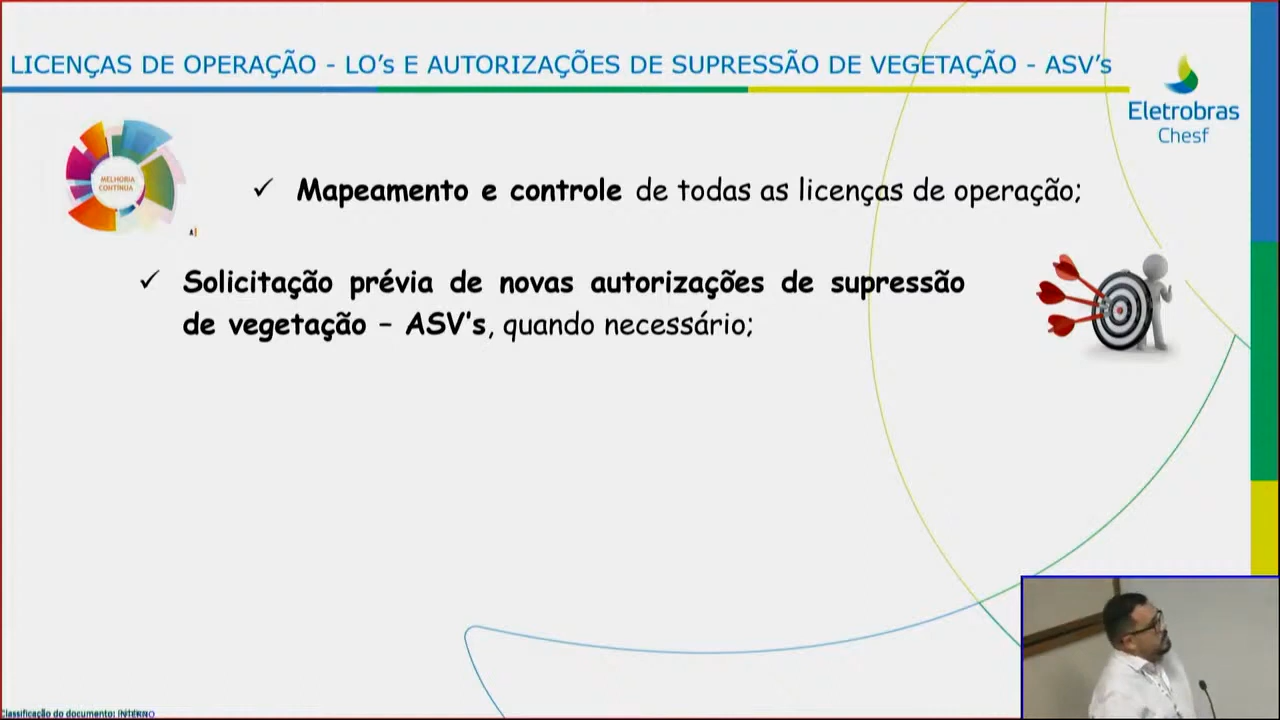 LICENÇAS DE OPERAÇÃO - LO’s E AUTORIZAÇÕES DE SUPRESSÃO DE VEGETAÇÃO - ASV’s
Eletrobras
Chesf
MELHORIA
CONTÍNUA
✓ Mapeamento e controle de todas as licenças de operação;
✓ Solicitação prévia de novas autorizações de supressão
de vegetação – ASV’s, quando necessário;
Classificação do documento: INTERNO